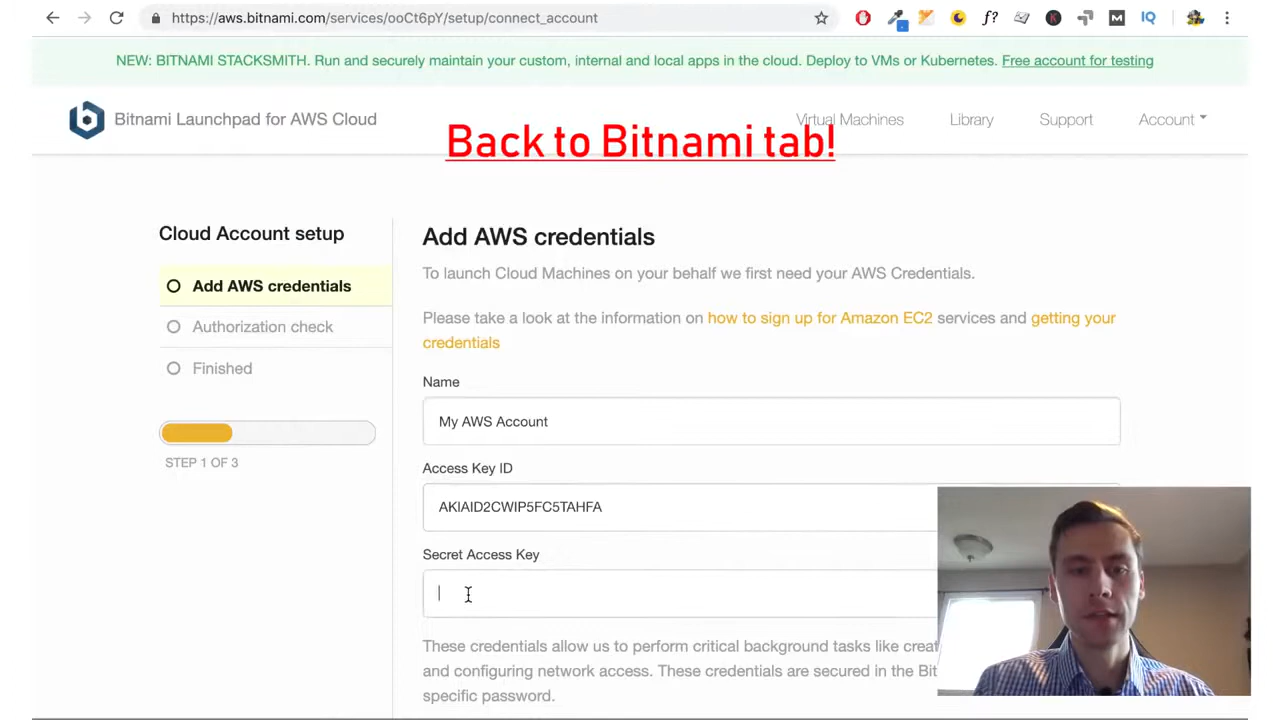 https://aws.bitnami.com/services/ooCt6pY/setup/connect_account
NEW: BITNAMI STACKSMITH. Run and securely maintain your custom, internal and local apps in the cloud. Deploy to VMs or Kubernetes. Free account for testing
Bitnami Launchpad for AWS Cloud
Virtual Machines
Library
Support
Account
Back to Bitnami tab!
Cloud Account setup
Add AWS credentials
Authorization check
Finished
STEP 1 OF 3
Add AWS credentials
To launch Cloud Machines on your behalf we first need your AWS Credentials.
Please take a look at the information on how to sign up for Amazon EC2 services and getting your
credentials
Name
My AWS Account
Access Key ID
AKIAID2CWIP5FC5TAHFA
Secret Access Key
These credentials allow us to perform critical background tasks like creat
and configuring network access. These credentials are secured in the Bit
specific password.